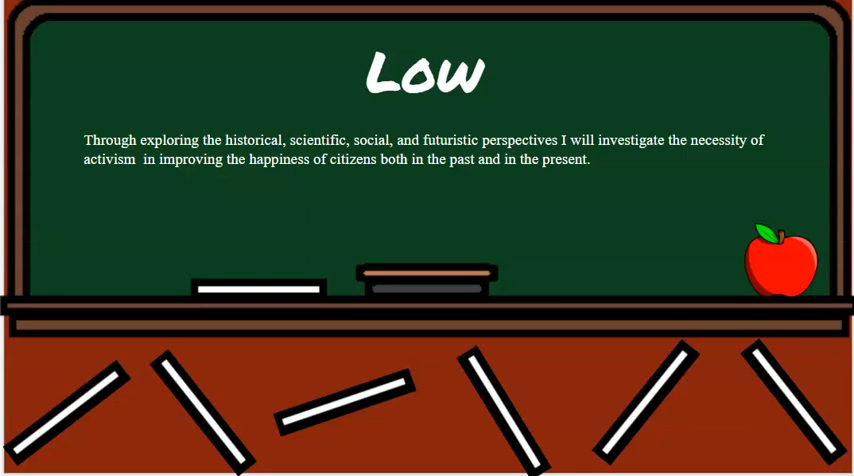 Low
Through exploring the historical, scientific, social, and futuristic perspectives I will investigate the necessity of
activism  in improving the happiness of citizens both in the past and in the present.